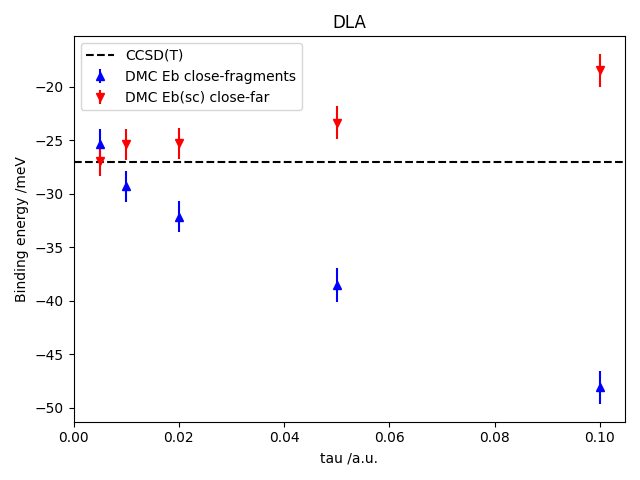 DLA
CCSD(T)
DMC Eb close-fragments
DMC Eb(sc) close-far
Binding energy /meV
−20
−25
−30
−35
−40
−45
−50
0.00 0.02 0.04 0.06 0.08 0.10
tau /a.u.